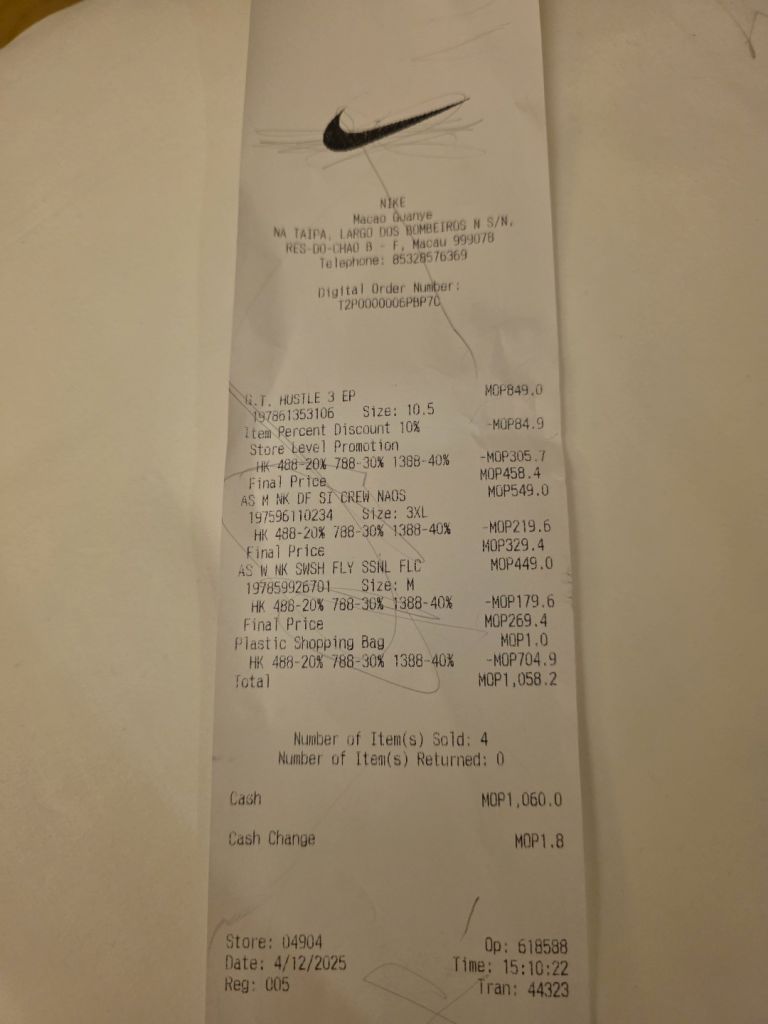 NIKE
Macao Guanye
NA TAIPA, LARGO DOS BOMBEIROS N S/N,
RES-DO-CHAO B - F, Macau 999078
Telephone: 85328576369
Digital Order Number:
T2P0000006PBP7C
G.T. HUSTLE 3 EP MOP849.0
197861353106 Size: 10.5
Item Percent Discount 10% -MOP84.9
Store Level Promotion
HK 488-20% 788-30% 1388-40% -MOP305.7
Final Price MOP458.4
AS M NK DF SI CREW NAOS MOP549.0
197596110234 Size: 3XL
HK 488-20% 788-30% 1388-40% -MOP219.6
Final Price MOP329.4
AS W NK SWSH FLY SSNL FLC MOP449.0
197859926701 Size: M
HK 488-20% 788-30% 1388-40% -MOP179.6
Final Price MOP269.4
Plastic Shopping Bag MOP1.0
HK 488-20% 788-30% 1388-40% -MOP704.9
Total MOP1,058.2
Number of Item(s) Sold: 4
Number of Item(s) Returned: 0
Cash MOP1,060.0
Cash Change MOP1.8
Store: 04904 Op: 618588
Date: 4/12/2025 Time: 15:10:22
Reg: 005 Tran: 44323